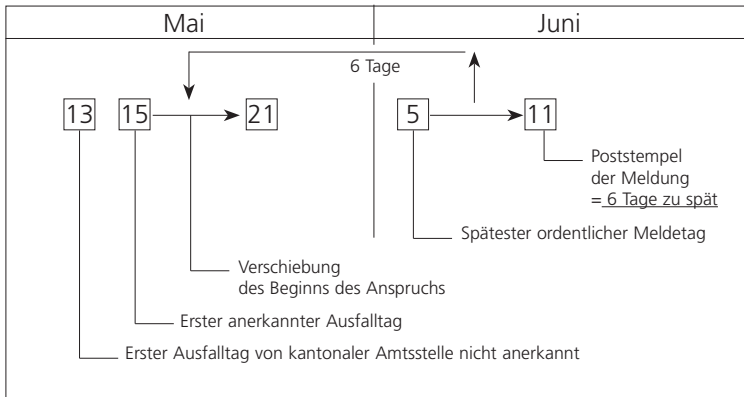 Mai
Juni
6 Tage
13
15
21
5
11
Poststempel
der Meldung
= 6 Tage zu spät
Spätester ordentlicher Meldetag
Verschiebung
des Beginns des Anspruchs
Erster anerkannter Ausfalltag
Erster Ausfalltag von kantonaler Amtsstelle nicht anerkannt